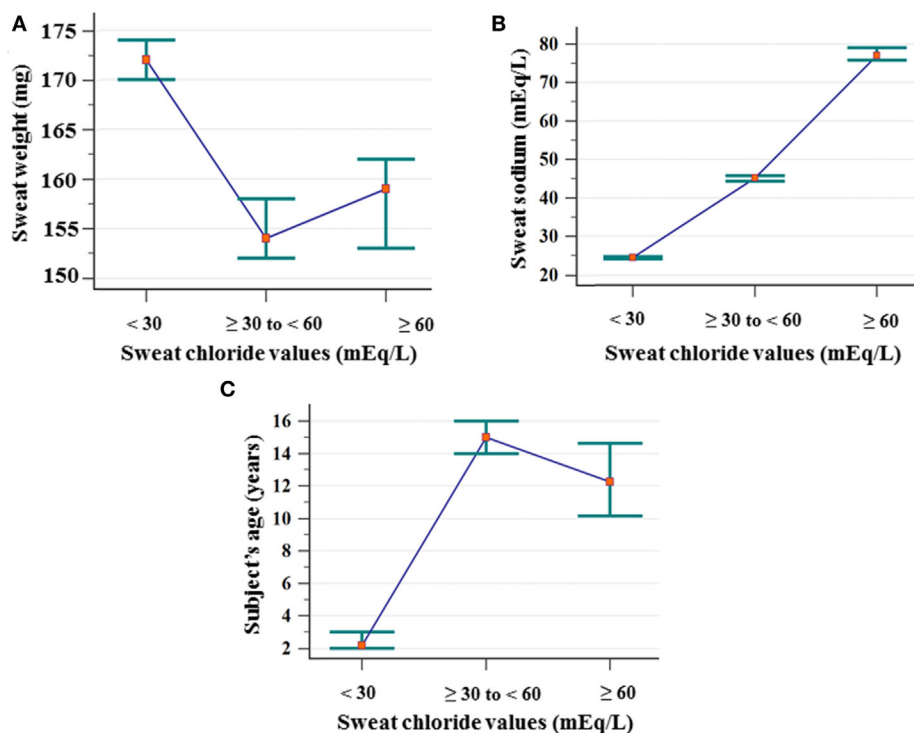 A
Sweat weight (mg)
175
170
165
160
155
150
< 30
≥ 30 to < 60
≥ 60
Sweat chloride values (mEq/L)
B
Sweat sodium (mEq/L)
80
70
60
50
40
30
20
< 30
≥ 30 to < 60
≥ 60
Sweat chloride values (mEq/L)
C
Subject's age (years)
16
14
12
10
8
6
4
2
< 30
≥ 30 to < 60
≥ 60
Sweat chloride values (mEq/L)